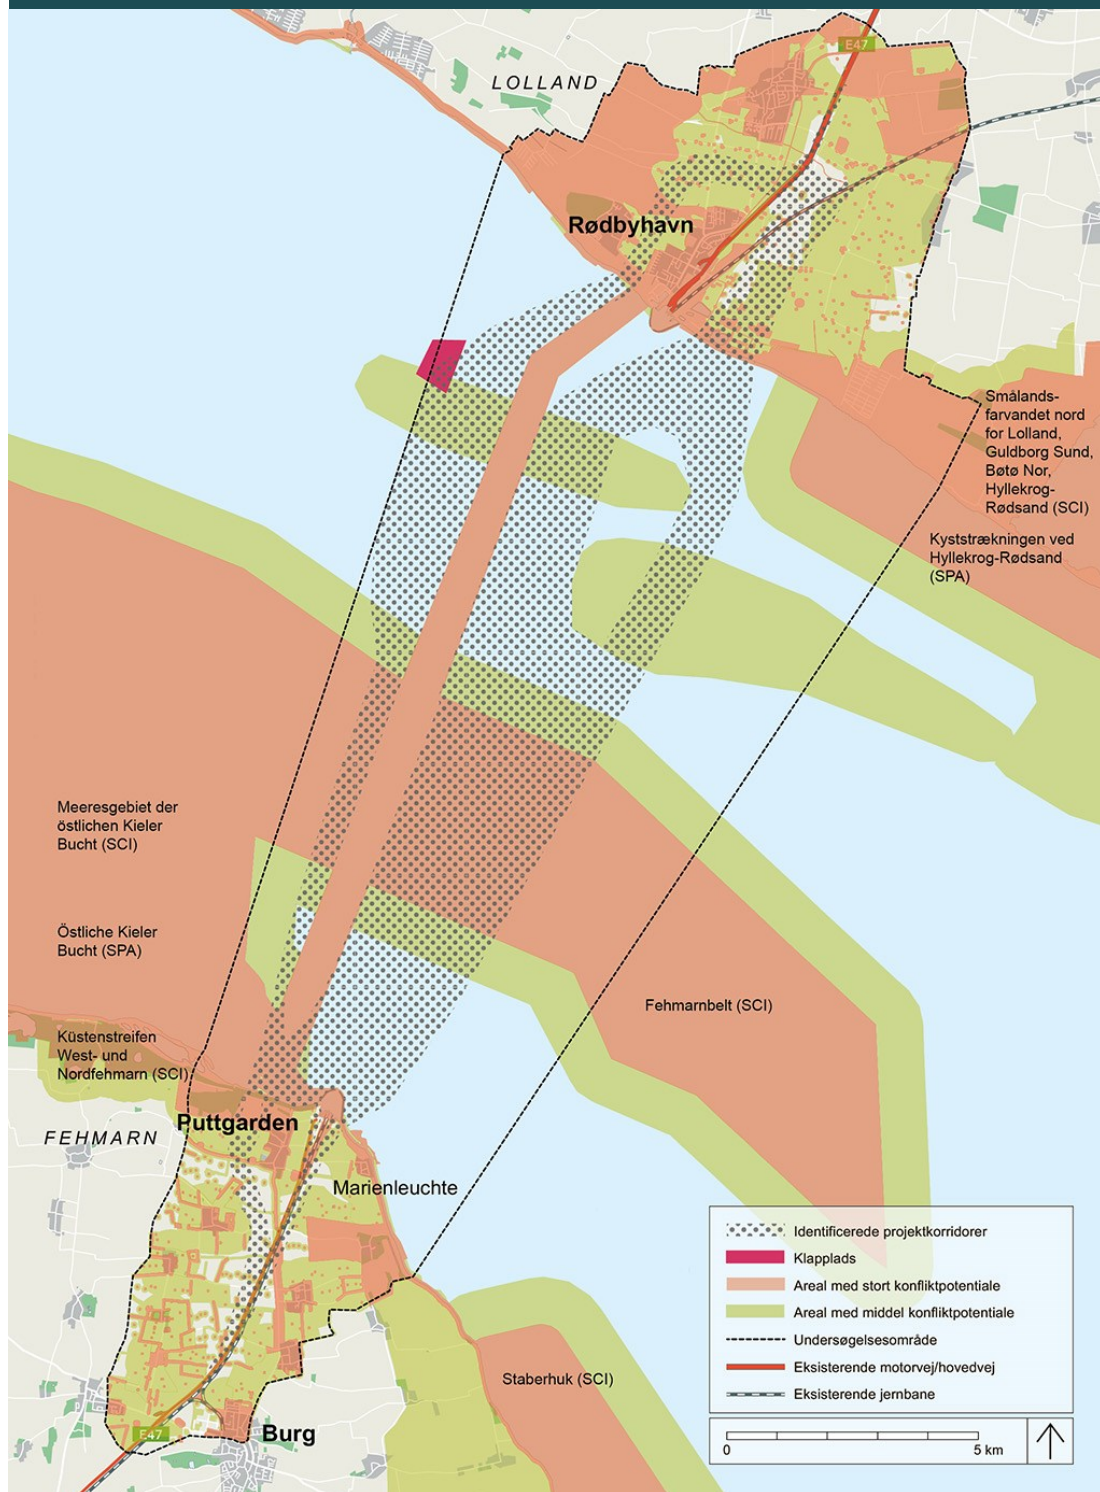 E47
LOLLAND
Rødbyhavn
Smålands-
farvandet nord
for Lolland,
Guldborg Sund,
Bøtø Nor,
Hyllekrog-
Rødsand (SCI)
Kyststrækningen ved
Hyllekrog-Rødsand
(SPA)
Meeresgebiet der
östlichen Kieler
Bucht (SCI)
Östliche Kieler
Bucht (SPA)
Fehmarnbelt (SCI)
Küstenstreifen
West- und
Nordfehmarn (SCI)
Puttgarden
FEHMARN
Marienleuchte
Staberhuk (SCI)
E47
Burg
Identificerede projektkorridorer
Klapplads
Areal med stort konfliktpotentiale
Areal med middel konfliktpotentiale
Undersøgelsesområde
Eksisterende motorvej/hovedvej
Eksisterende jernbane
0 5 km